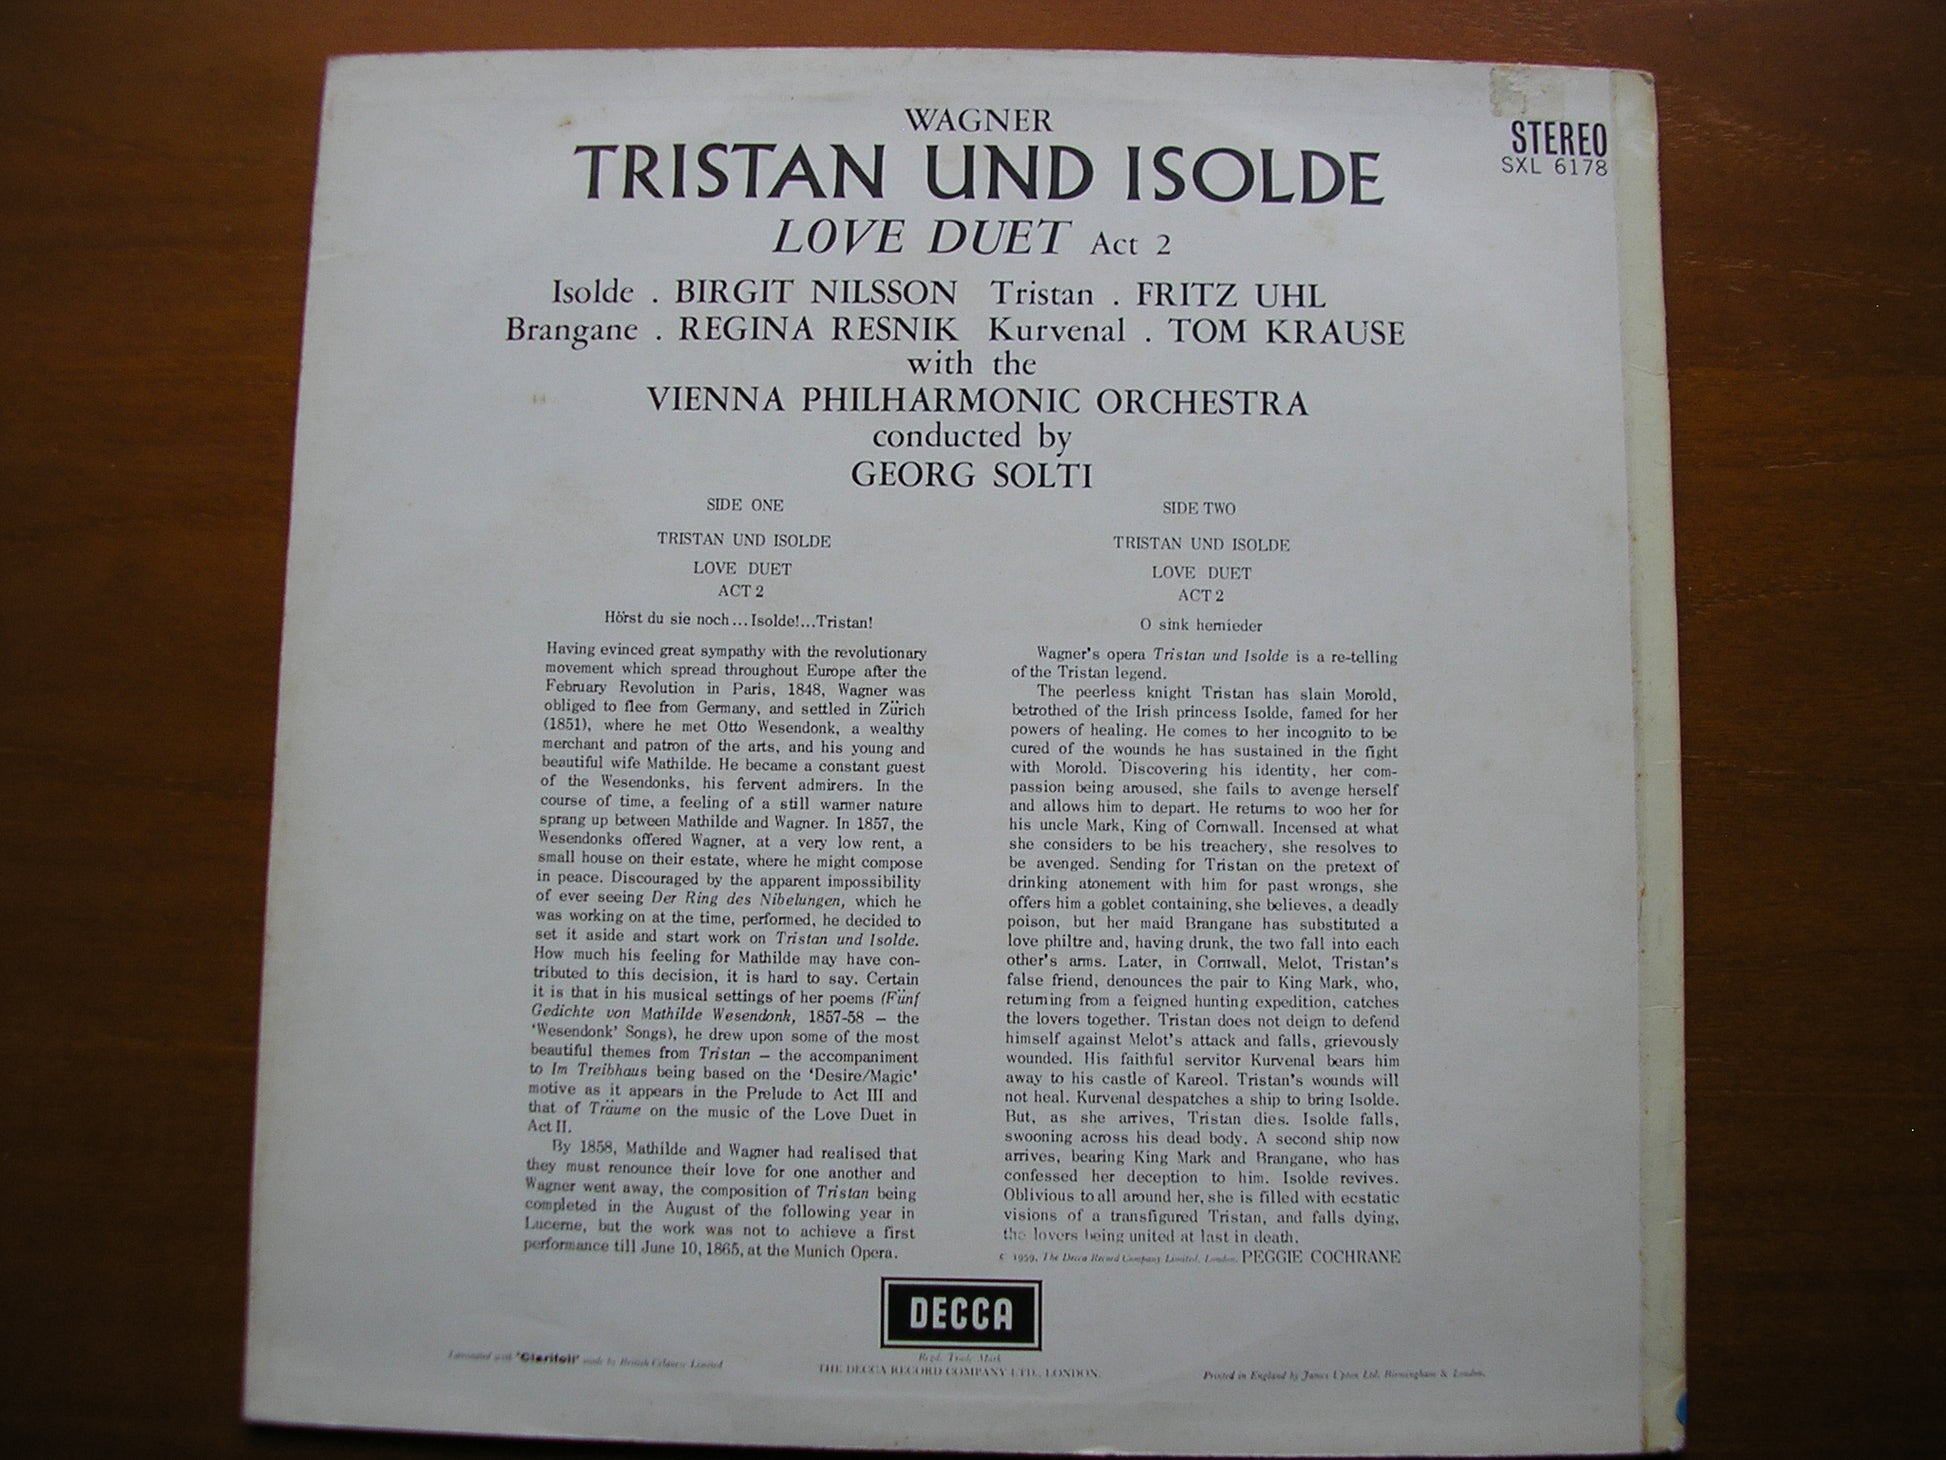 WAGNER
TRISTAN UND ISOLDE
STEREO
SXL 6178
LOVE DUET Act 2
Isolde . BIRGIT NILSSON Tristan . FRITZ UHL
Brangane . REGINA RESNIK Kurvenal . TOM KRAUSE
with the
VIENNA PHILHARMONIC ORCHESTRA
conducted by
GEORG SOLTI
SIDE ONE
TRISTAN UND ISOLDE
LOVE DUET
ACT 2
Hörst du sie noch...Isolde!...Tristan!
Having evinced great sympathy with the revolutionary
movement which spread throughout Europe after the
February Revolution in Paris, 1848, Wagner was
obliged to flee from Germany, and settled in Zürich
(1851), where he met Otto Wesendonk, a wealthy
merchant and patron of the arts, and his young and
beautiful wife Mathilde. He became a constant guest
of the Wesendonks, his fervent admirers. In the
course of time, a feeling of a still warmer nature
sprang up between Mathilde and Wagner. In 1857, the
Wesendonks offered Wagner, at a very low rent, a
small house on their estate, where he might compose
in peace. Discouraged by the apparent impossibility
of ever seeing Der Ring des Nibelungen, which he
was working on at the time, performed, he decided to
set it aside and start work on Tristan und Isolde.
How much his feeling for Mathilde may have con-
tributed to this decision, it is hard to say. Certain
it is that in his musical settings of her poems (Fünf
Gedichte von Mathilde Wesendonk, 1857-58 – the
'Wesendonk' Songs), he drew upon some of the most
beautiful themes from Tristan – the accompaniment
to Im Treibhaus being based on the 'Desire/Magic'
motive as it appears in the Prelude to Act III and
that of Träume on the music of the Love Duet in
Act II.
By 1858, Mathilde and Wagner had realised that
they must renounce their love for one another and
Wagner went away, the composition of Tristan being
completed in the August of the following year in
Lucerne, but the work was not to achieve a first
performance till June 10, 1865, at the Munich Opera.
SIDE TWO
TRISTAN UND ISOLDE
LOVE DUET
ACT 2
O sink hernieder
Wagner's opera Tristan und Isolde is a re-telling
of the Tristan legend.
The peerless knight Tristan has slain Morold,
betrothed of the Irish princess Isolde, famed for her
powers of healing. He comes to her incognito to be
cured of the wounds he has sustained in the fight
with Morold. Discovering his identity, her com-
passion being aroused, she fails to avenge herself
and allows him to depart. He returns to woo her for
his uncle Mark, King of Cornwall. Incensed at what
she considers to be his treachery, she resolves to
be avenged. Sending for Tristan on the pretext of
drinking atonement with him for past wrongs, she
offers him a goblet containing, she believes, a deadly
poison, but her maid Brangane has substituted a
love philtre and, having drunk, the two fall into each
other's arms. Later, in Cornwall, Melot, Tristan's
false friend, denounces the pair to King Mark, who,
returning from a feigned hunting expedition, catches
the lovers together. Tristan does not deign to defend
himself against Melot's attack and falls, grievously
wounded. His faithful servitor Kurvenal bears him
away to his castle of Kareol. Tristan's wounds will
not heal. Kurvenal despatches a ship to bring Isolde.
But, as she arrives, Tristan dies. Isolde falls,
swooning across his dead body. A second ship now
arrives, bearing King Mark and Brangane, who has
confessed her deception to him. Isolde revives.
Oblivious to all around her, she is filled with ecstatic
visions of a transfigured Tristan, and falls dying,
the lovers being united at last in death.
© 1959, The Decca Record Company Limited, London. PEGGIE COCHRANE
DECCA
Regd. Trade Mark
THE DECCA RECORD COMPANY LTD., LONDON.
Laminated with 'Clarifoil' made by British Celanese Limited
Printed in England by James Upton Ltd. Birmingham & London.